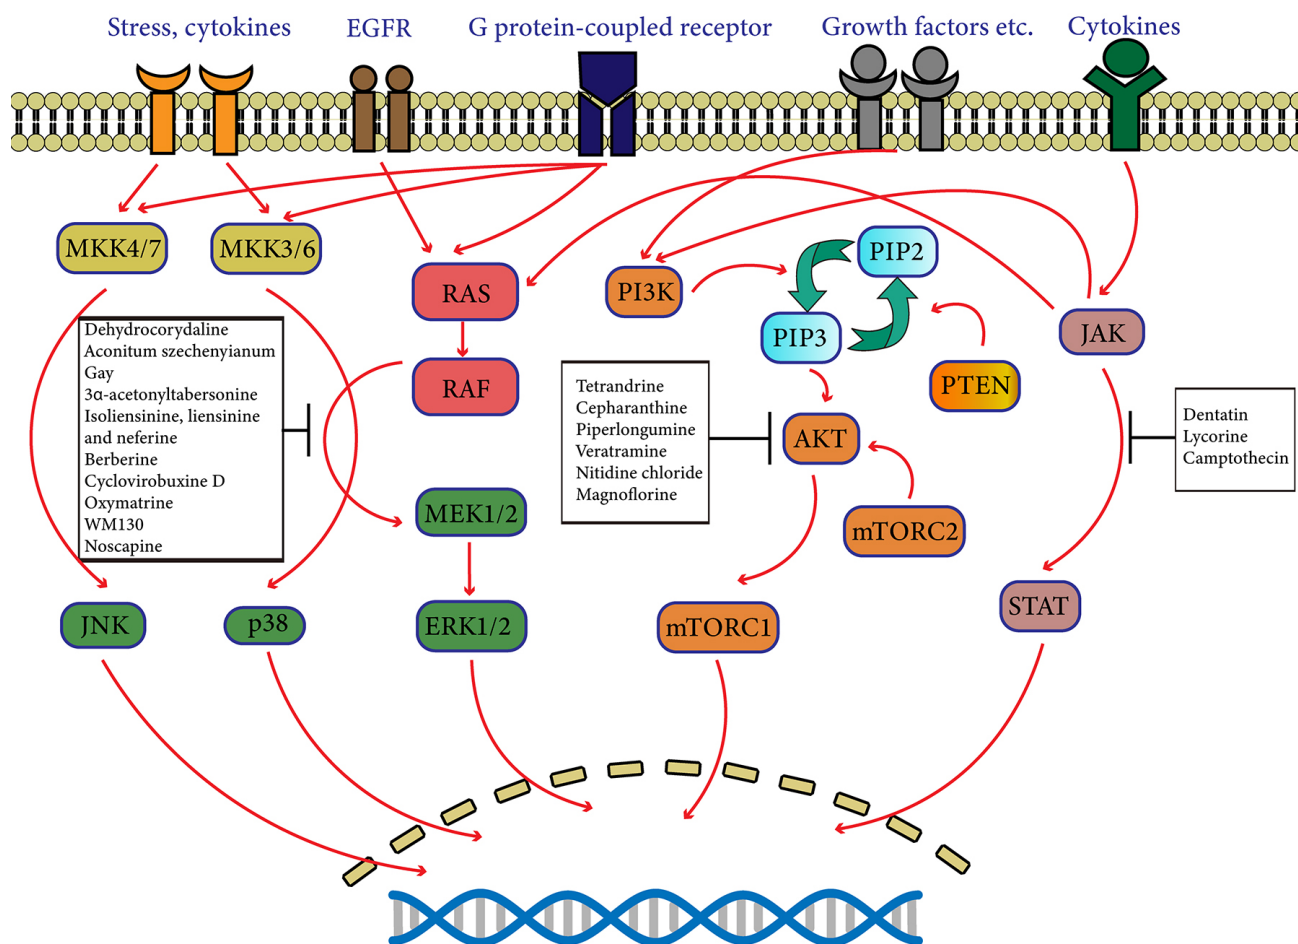 Stress, cytokines
EGFR
G protein-coupled receptor
Growth factors etc.
Cytokines
MKK4/7
MKK3/6
RAS
RAF
MEK1/2
ERK1/2
JNK
p38
PI3K
PIP2
PIP3
PTEN
AKT
mTORC2
mTORC1
JAK
STAT
Dehydrocorydaline
Aconitum szechenyianum
Gay
3α-acetonyltabersonine
Isoliensinine, liensinine
and neferine
Berberine
Cyclovirobuxine D
Oxymatrine
WM130
Noscapine
Tetrandrine
Cepharanthine
Piperlongumine
Veratramine
Nitidine chloride
Magnoflorine
Dentatin
Lycorine
Camptothecin